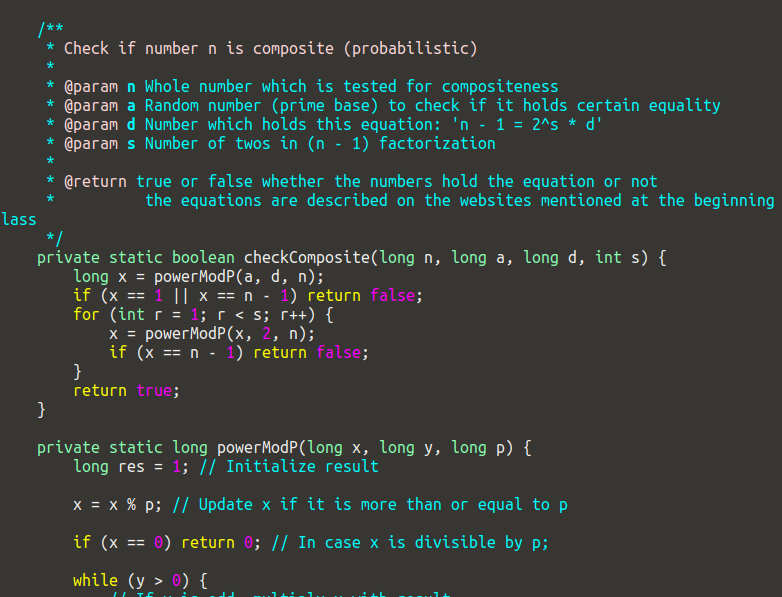 /**
 * Check if number n is composite (probabilistic)
 *
 * @param n Whole number which is tested for compositeness
 * @param a Random number (prime base) to check if it holds certain equality
 * @param d Number which holds this equation: 'n - 1 = 2^s * d'
 * @param s Number of twos in (n - 1) factorization
 *
 * @return true or false whether the numbers hold the equation or not
 *          the equations are described on the websites mentioned at the beginning
lass
 */
private static boolean checkComposite(long n, long a, long d, int s) {
    long x = powerModP(a, d, n);
    if (x == 1 || x == n - 1) return false;
    for (int r = 1; r < s; r++) {
        x = powerModP(x, 2, n);
        if (x == n - 1) return false;
    }
    return true;
}
private static long powerModP(long x, long y, long p) {
    long res = 1; // Initialize result
    x = x % p; // Update x if it is more than or equal to p
    if (x == 0) return 0; // In case x is divisible by p;
    while (y > 0) {
        // If y is odd, multiply x with result